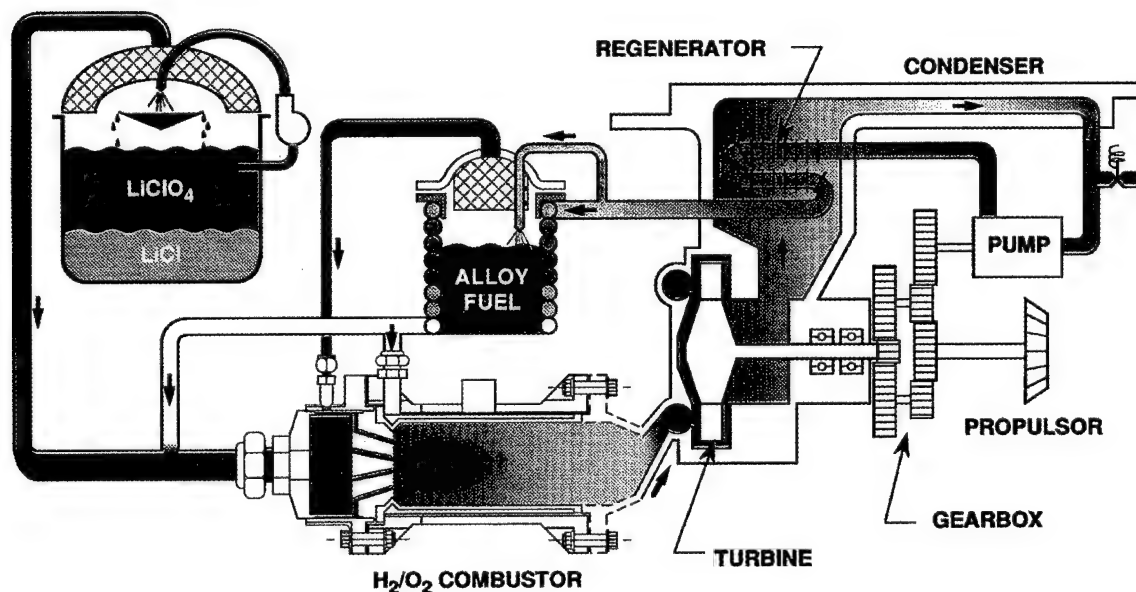 REGENERATOR
CONDENSER
LiClO₄
LiCl
ALLOY
FUEL
PUMP
PROPULSOR
GEARBOX
TURBINE
H₂/O₂ COMBUSTOR